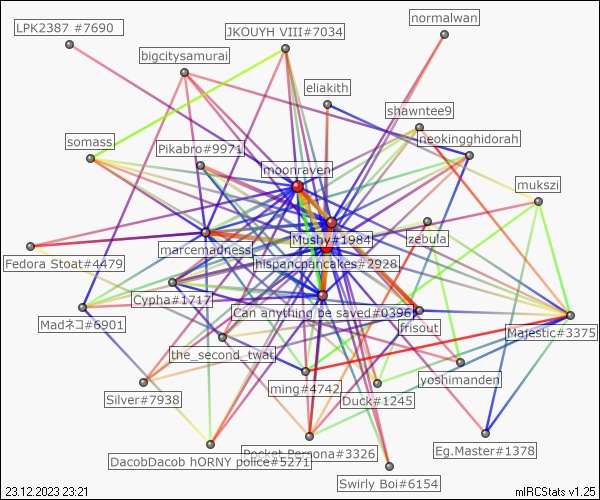 normalwan
LPK2387 #7690
JKOUYH VIII#7034
bigcitysamurai
eliakith
shawntee9
somass
neokingghidorah
Pikabro#9971
moonraven
mukszi
Mushy#1984
zebula
marcemadness
Fedora Stoat#4479
hispancpancakes#2928
Cypha#1717
Can anything be saved#0396
Madネコ#6901
frisout
Majestic#3375
the_second_twat
yoshimanden
ming#4742
Silver#7938
Duck#1245
Eg.Master#1378
Pocket Persona#3326
DacobDacob hORNY police#5271
Swirly Boi#6154
23.12.2023 23:21
mIRCStats v1.25